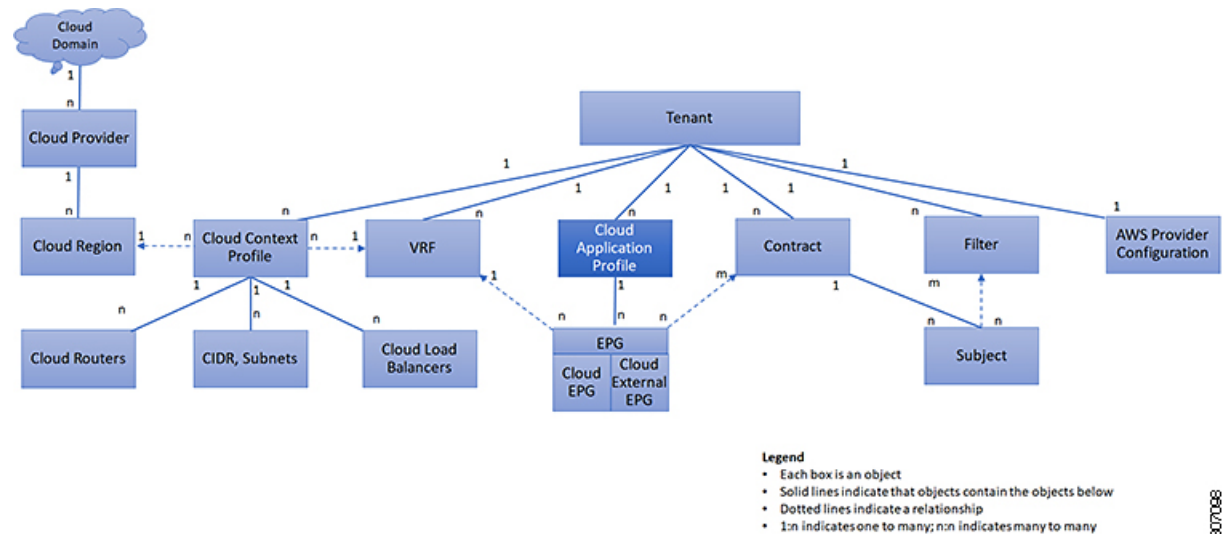 Cloud
Domain
1
n
Cloud Provider
Tenant
1
1
1
1
1
1
n
n
n
n
n
n
1
Cloud Region
1
n
Cloud Context
Profile
n
1
VRF
Cloud
Application
Profile
Contract
Filter
AWS Provider
Configuration
1
1
1
1
1
m
1
m
n
n
n
n
n
n
n
n
Cloud Routers
CIDR, Subnets
Cloud Load
Balancers
EPG
Cloud
EPG
Cloud
External
EPG
Subject
Legend
• Each box is an object
• Solid lines indicate that objects contain the objects below
• Dotted lines indicate a relationship
• 1:n indicates one to many; n:n indicates many to many
307098